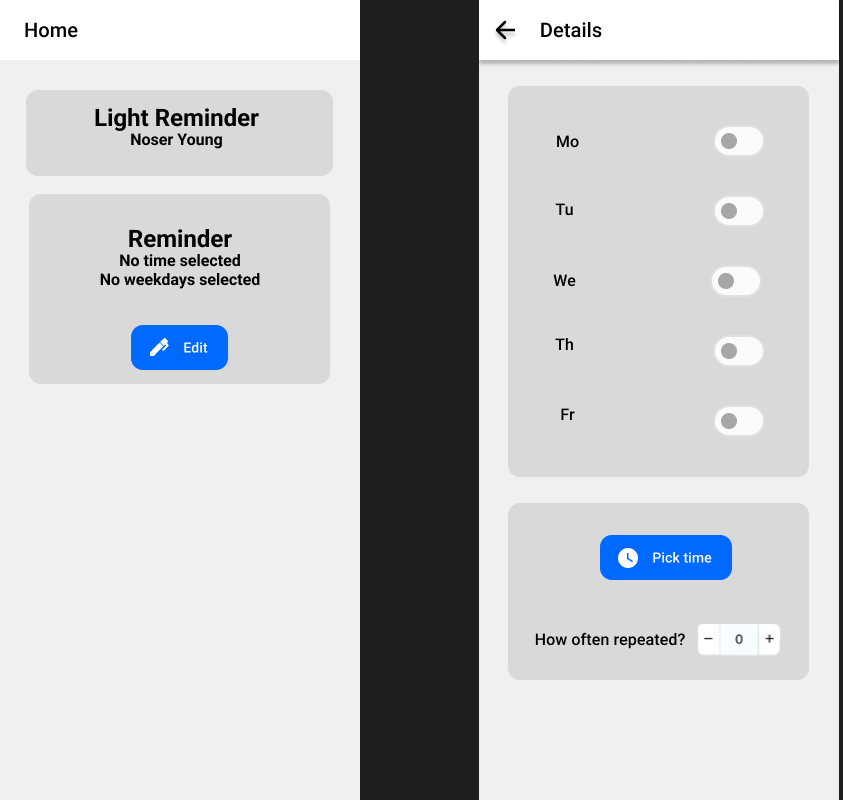 Home
Light Reminder
Noser Young
Reminder
No time selected
No weekdays selected
Edit
Details
Mo
Tu
We
Th
Fr
Pick time
How often repeated? − 0 +